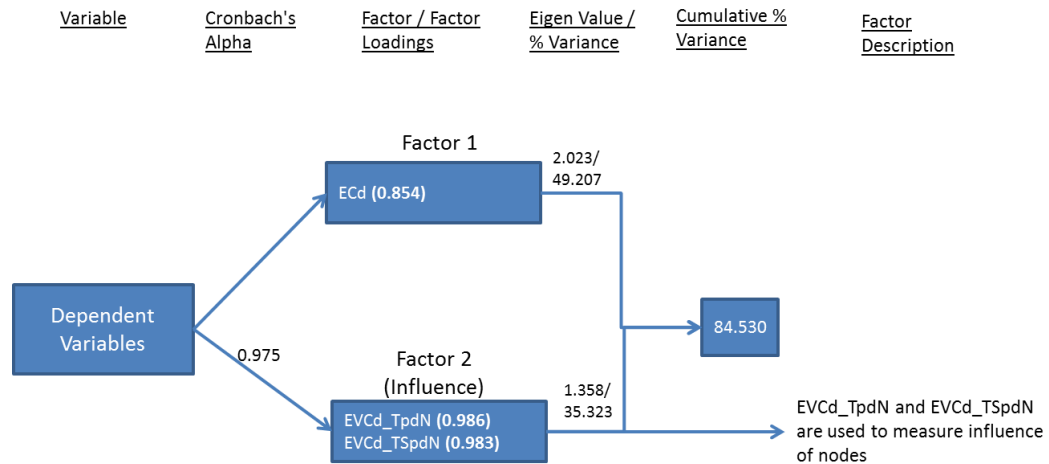 Variable
Cronbach's
Alpha
Factor / Factor
Loadings
Eigen Value /
% Variance
Cumulative %
Variance
Factor
Description
Factor 1
2.023/
49.207
ECd (0.854)
Dependent
Variables
84.530
0.975
Factor 2
(Influence)
1.358/
35.323
EVCd_TpdN (0.986)
EVCd_TSpdN (0.983)
EVCd_TpdN and EVCd_TSpdN
are used to measure influence
of nodes